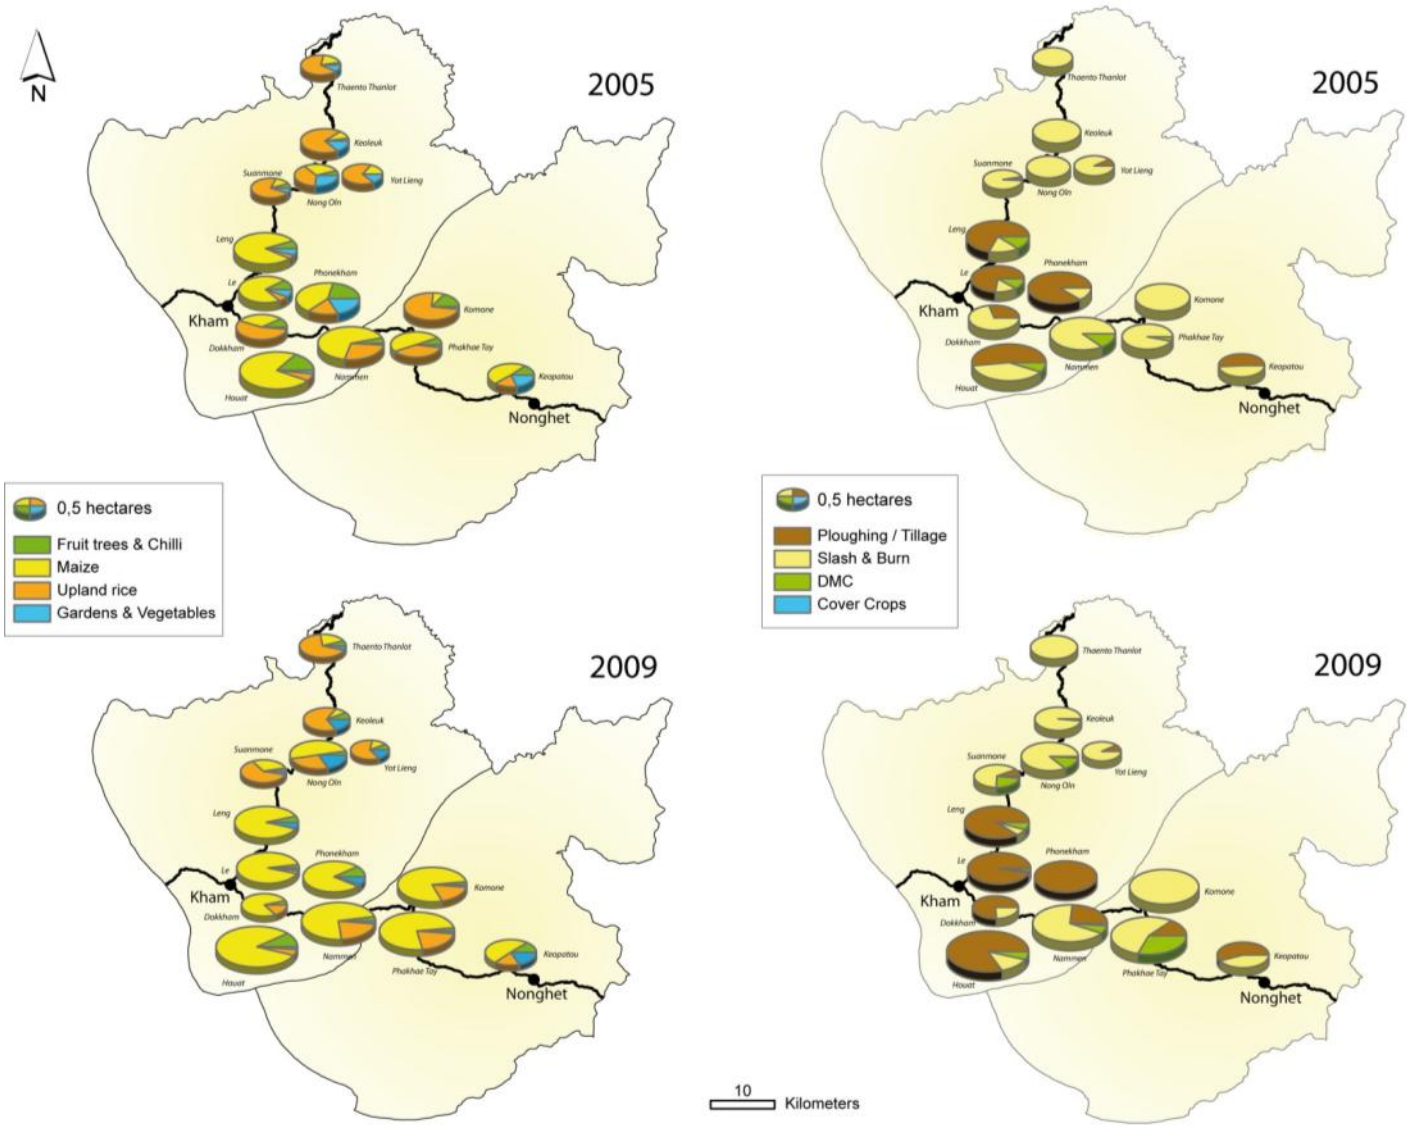 2005
N
Thaento Thanlot
Keoleuk
Suanmone
Yot Lieng
Nong Oln
Leng
Phonekham
Le
Komone
Kham
Dokkham
Phakhae Tay
Nammen
Keopatou
Houat
Nonghet
0,5 hectares
Fruit trees & Chilli
Maize
Upland rice
Gardens & Vegetables
2005
Thaento Thanlot
Keoleuk
Suanmone
Yot Lieng
Nong Oln
Leng
Phonekham
Le
Komone
Kham
Dokkham
Phakhae Tay
Nammen
Keopatou
Houat
Nonghet
0,5 hectares
Ploughing / Tillage
Slash & Burn
DMC
Cover Crops
2009
Thaento Thanlot
Keoleuk
Suanmone
Yot Lieng
Nong Oln
Leng
Phonekham
Le
Komone
Kham
Dokkham
Nammen
Keopatou
Phakhae Tay
Houat
Nonghet
2009
Thaento Thanlot
Keoleuk
Suanmone
Yot Lieng
Nong Oln
Leng
Phonekham
Le
Komone
Kham
Dokkham
Nammen
Keopatou
Phakhae Tay
Houat
Nonghet
10
Kilometers